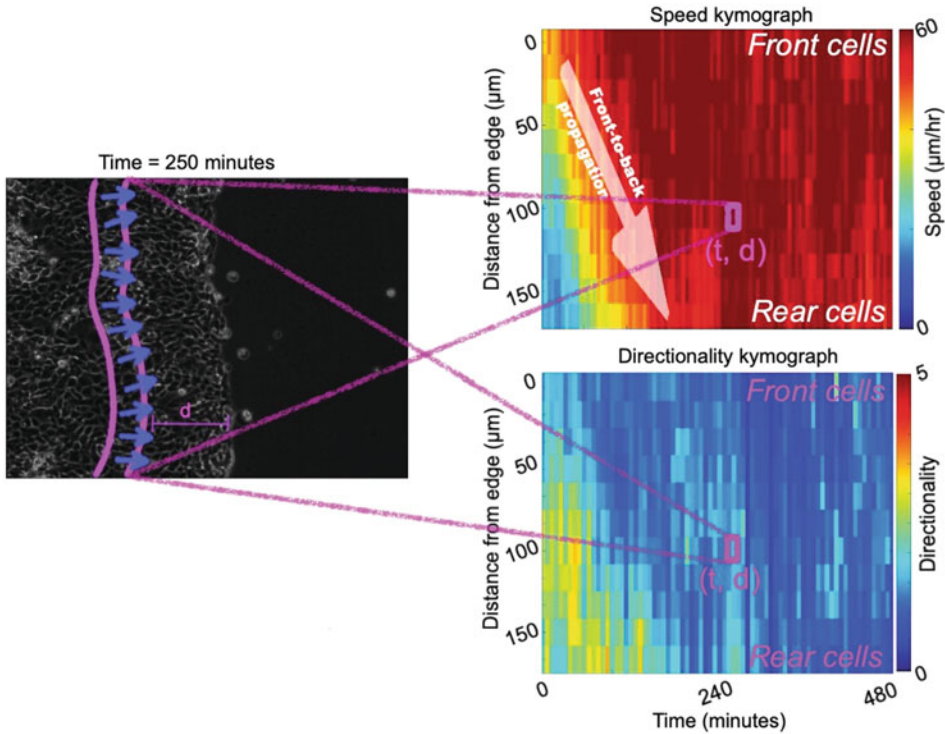 Time = 250 minutes
d
Speed kymograph
Front cells
Front-to-back
propagation
(t, d)
Rear cells
0
50
100
150
Distance from edge (µm)
60
0
Speed (µm/hr)
Directionality kymograph
Front cells
(t, d)
Rear cells
0
50
100
150
Distance from edge (µm)
0
240
480
Time (minutes)
5
0
Directionality